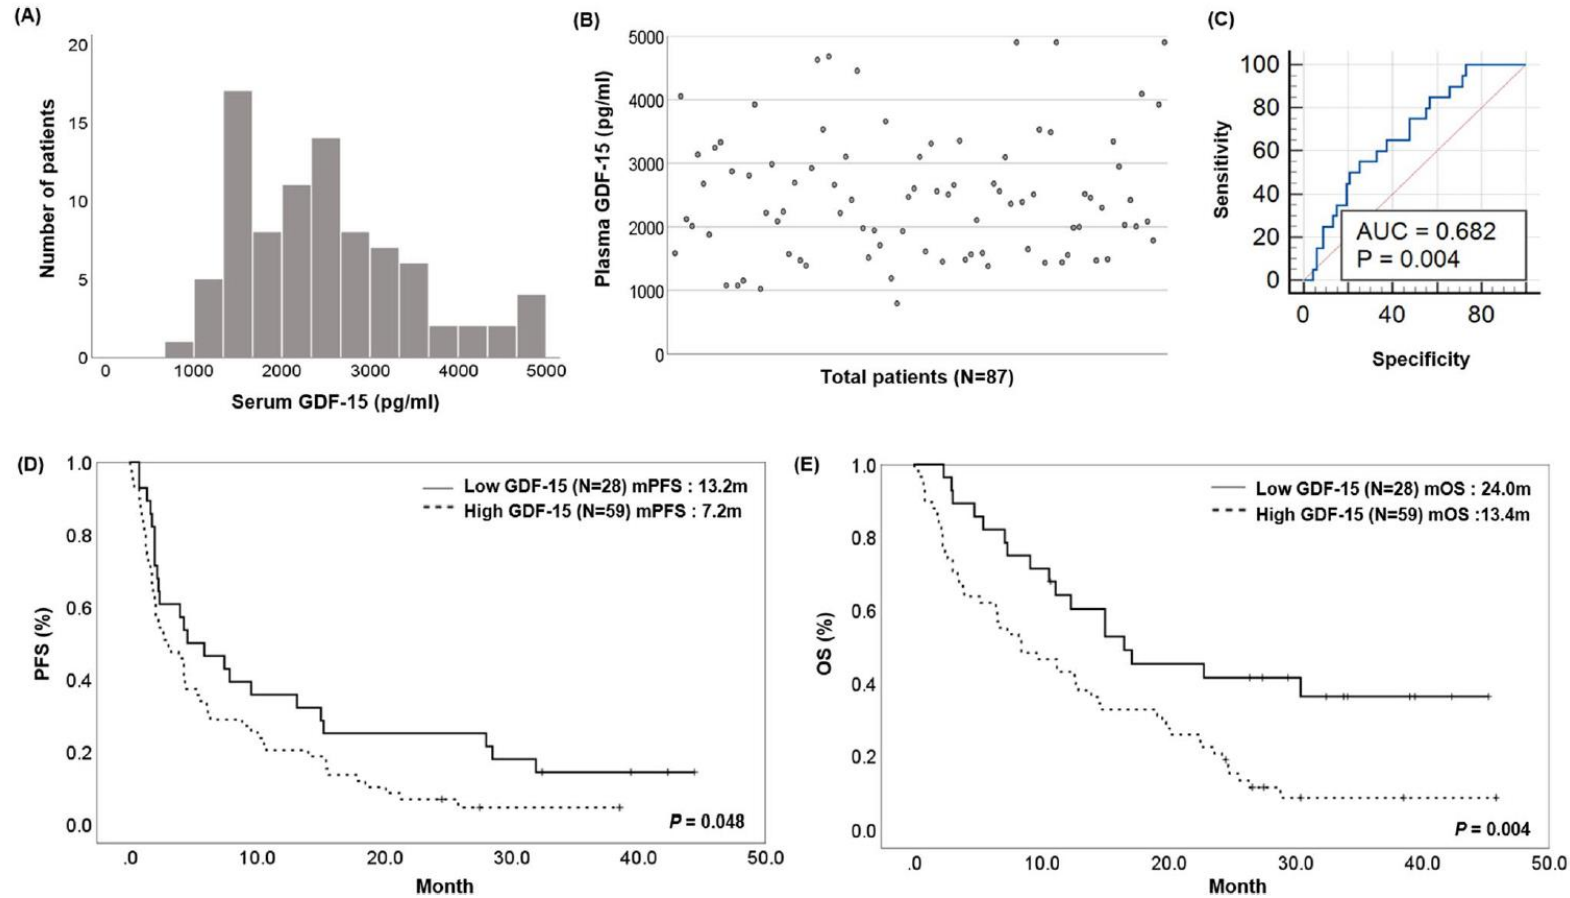 (A)
Number of patients
20
15
10
5
0
0 1000 2000 3000 4000 5000
Serum GDF-15 (pg/ml)
(B)
Plasma GDF-15 (pg/ml)
5000
4000
3000
2000
1000
0
Total patients (N=87)
(C)
Sensitivity
100
80
60
40
20
0
AUC = 0.682
P = 0.004
0 40 80
Specificity
(D)
PFS (%)
1.0
0.8
0.6
0.4
0.2
0.0
Low GDF-15 (N=28) mPFS : 13.2m
High GDF-15 (N=59) mPFS : 7.2m
P = 0.048
.0 10.0 20.0 30.0 40.0 50.0
Month
(E)
OS (%)
1.0
0.8
0.6
0.4
0.2
0.0
Low GDF-15 (N=28) mOS : 24.0m
High GDF-15 (N=59) mOS :13.4m
P = 0.004
.0 10.0 20.0 30.0 40.0 50.0
Month